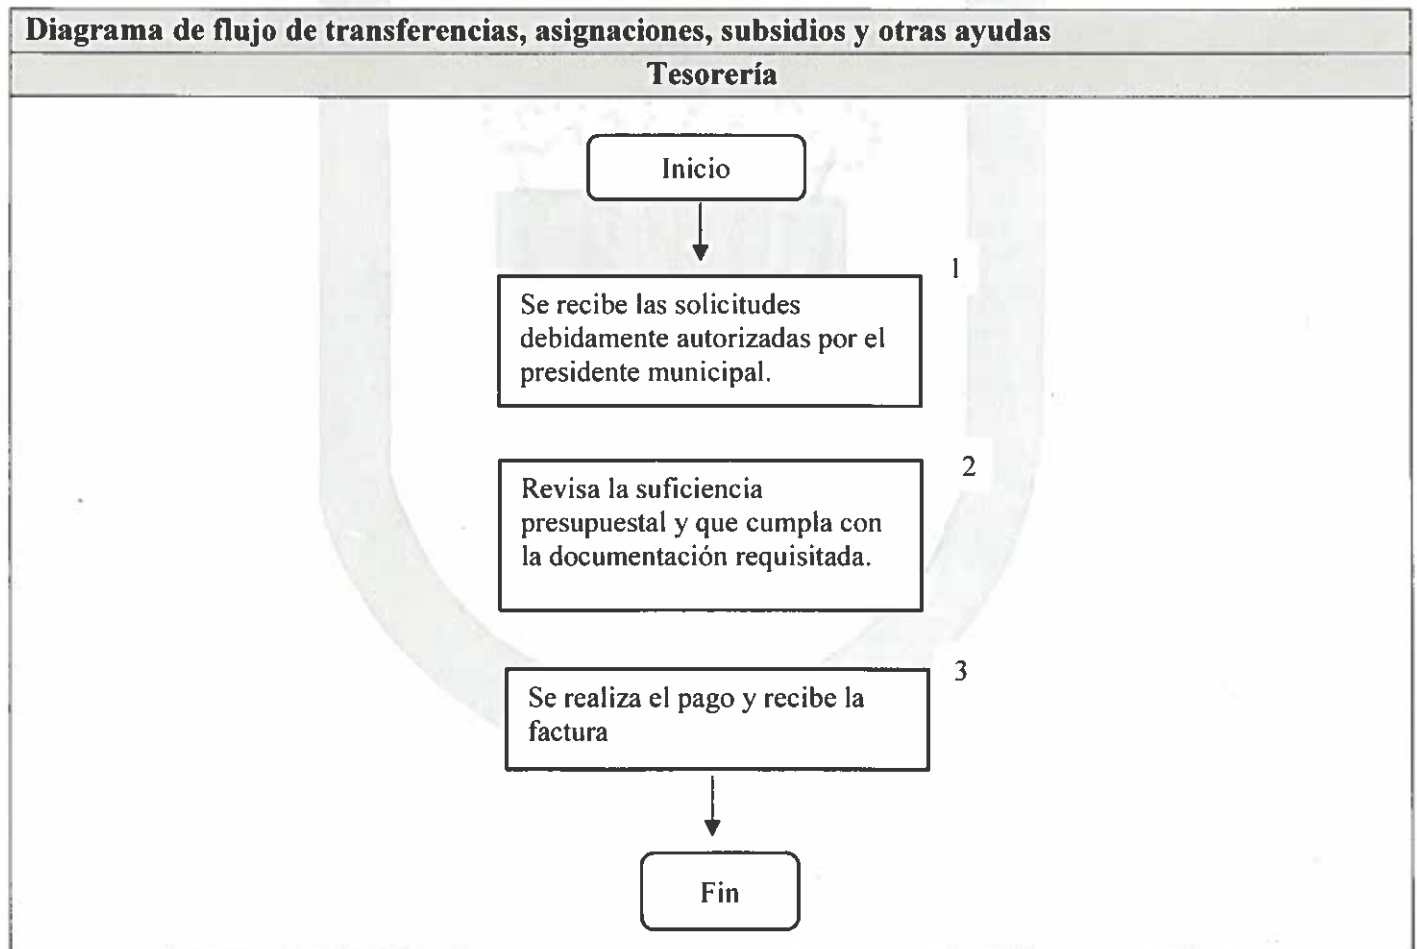 Diagrama de flujo de transferencias, asignaciones, subsidios y otras ayudas
Tesorería
Inicio
1
Se recibe las solicitudes
debidamente autorizadas por el
presidente municipal.
2
Revisa la suficiencia
presupuestal y que cumpla con
la documentación requisitada.
3
Se realiza el pago y recibe la
factura
Fin